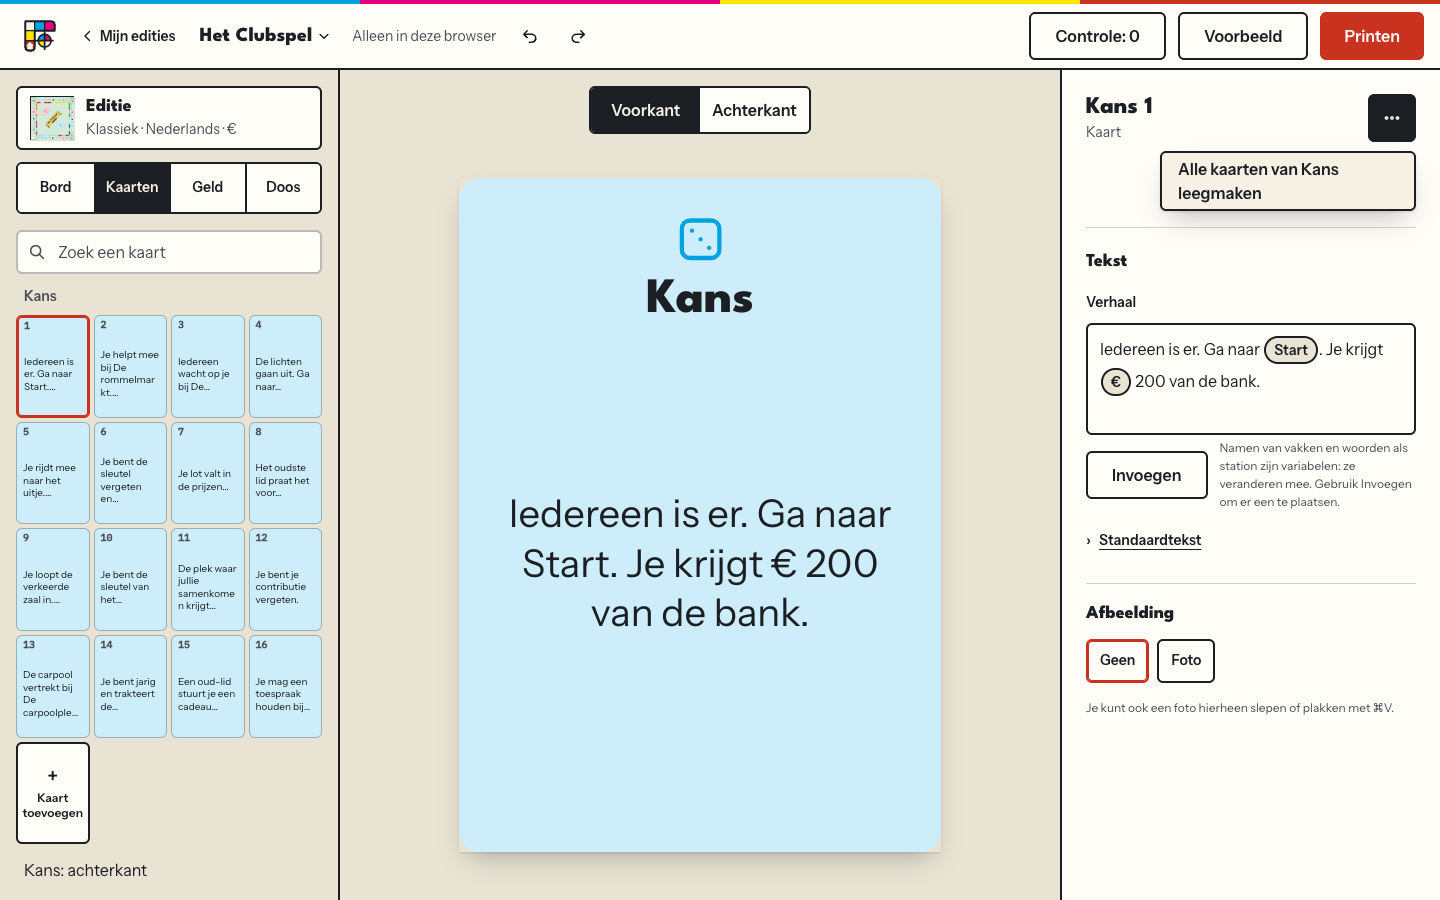 Mijn edities
Het Clubspel
Alleen in deze browser
Controle: 0
Voorbeeld
Printen
Editie
Klassiek · Nederlands · €
Bord
Kaarten
Geld
Doos
Zoek een kaart
Kans
1
Iedereen is
er. Ga naar
Start....
2
Je helpt mee
bij De
rommelmar
kt....
3
Iedereen
wacht op je
bij De...
4
De lichten
gaan uit. Ga
naar...
5
Je rijdt mee
naar het
uitje....
6
Je bent de
sleutel
vergeten
en...
7
Je lot valt in
de prijzen...
8
Het oudste
lid praat het
voor...
9
Je loopt de
verkeerde
zaal in....
10
Je bent de
sleutel van
het...
11
De plek waar
jullie
samenkome
n krijgt...
12
Je bent je
contributie
vergeten.
13
De carpool
vertrekt bij
De
carpoolple...
14
Je bent jarig
en trakteert
de...
15
Een oud-lid
stuurt je een
cadeau...
16
Je mag een
toespraak
houden bij...
+
Kaart
toevoegen
Kans: achterkant
Voorkant
Achterkant
Kans
Iedereen is er. Ga naar
Start. Je krijgt € 200
van de bank.
Kans 1
Kaart
Alle kaarten van Kans
leegmaken
Tekst
Verhaal
Iedereen is er. Ga naar Start. Je krijgt
€ 200 van de bank.
Invoegen
Namen van vakken en woorden als
station zijn variabelen: ze
veranderen mee. Gebruik Invoegen
om er een te plaatsen.
› Standaardtekst
Afbeelding
Geen
Foto
Je kunt ook een foto hierheen slepen of plakken met ⌘V.